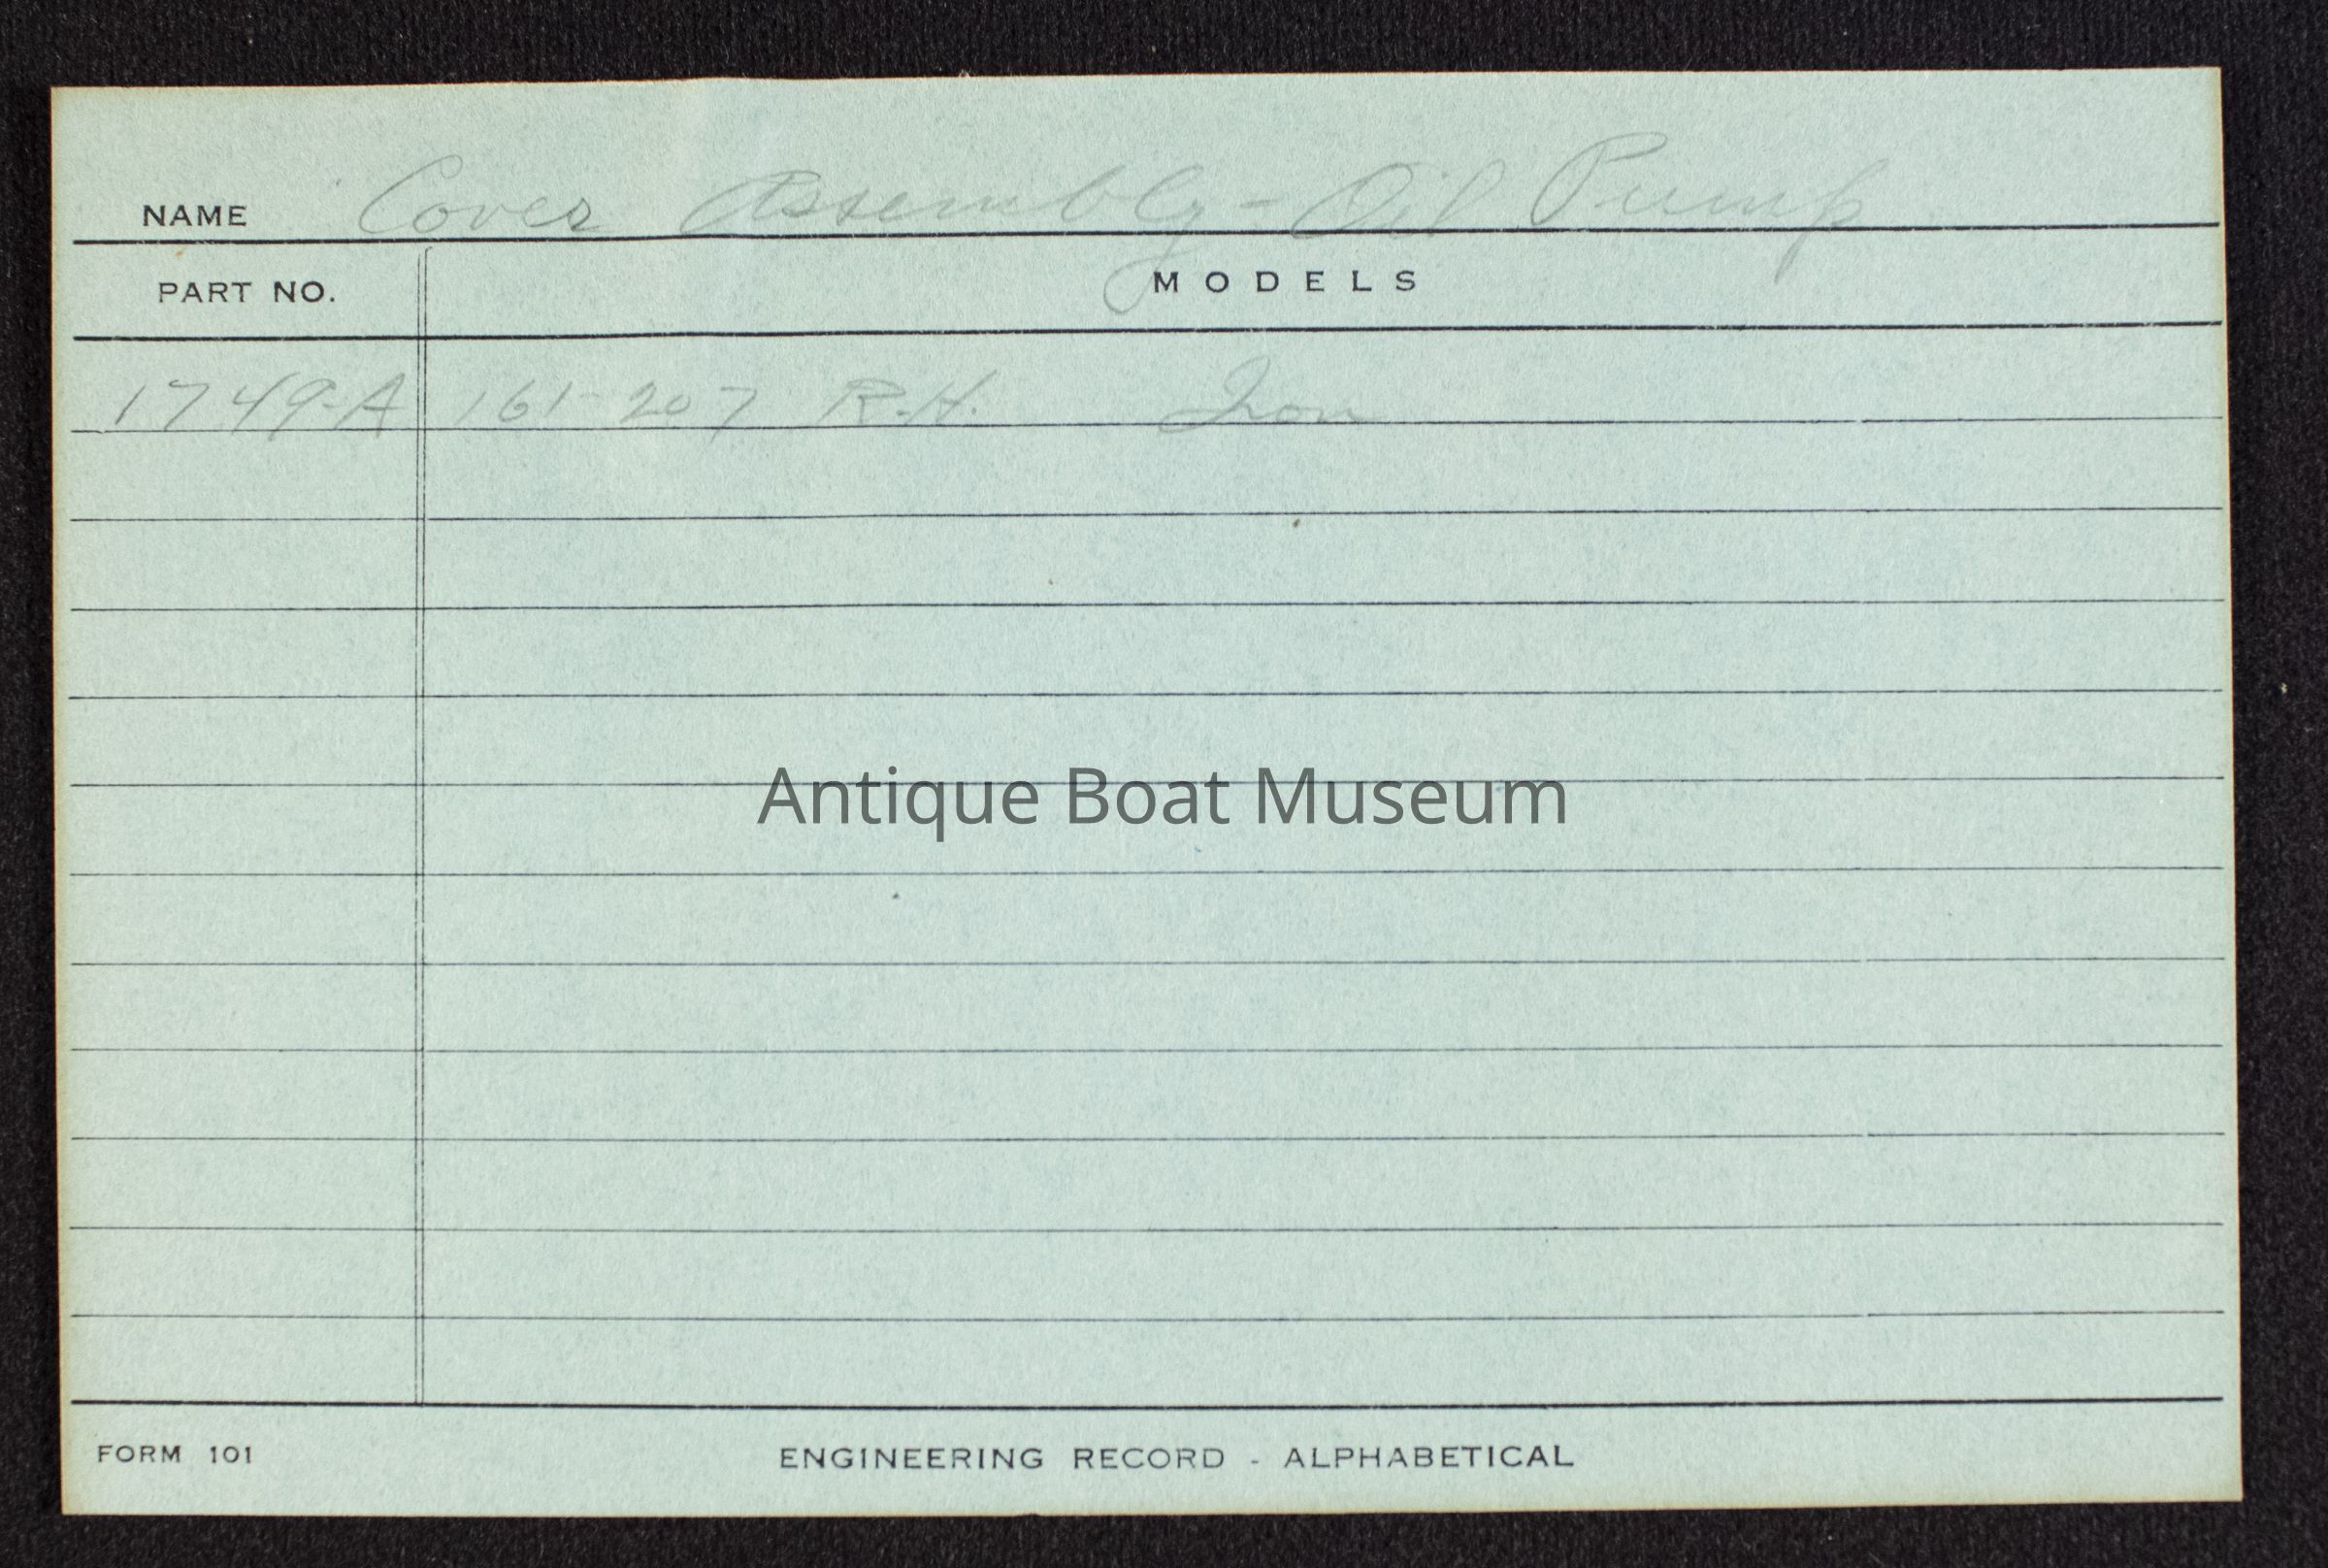 NAME Cover Assembly - Oil Pump
PART NO. MODELS
1749-A 161-207 R.H. Iron
Antique Boat Museum
FORM 101 ENGINEERING RECORD - ALPHABETICAL